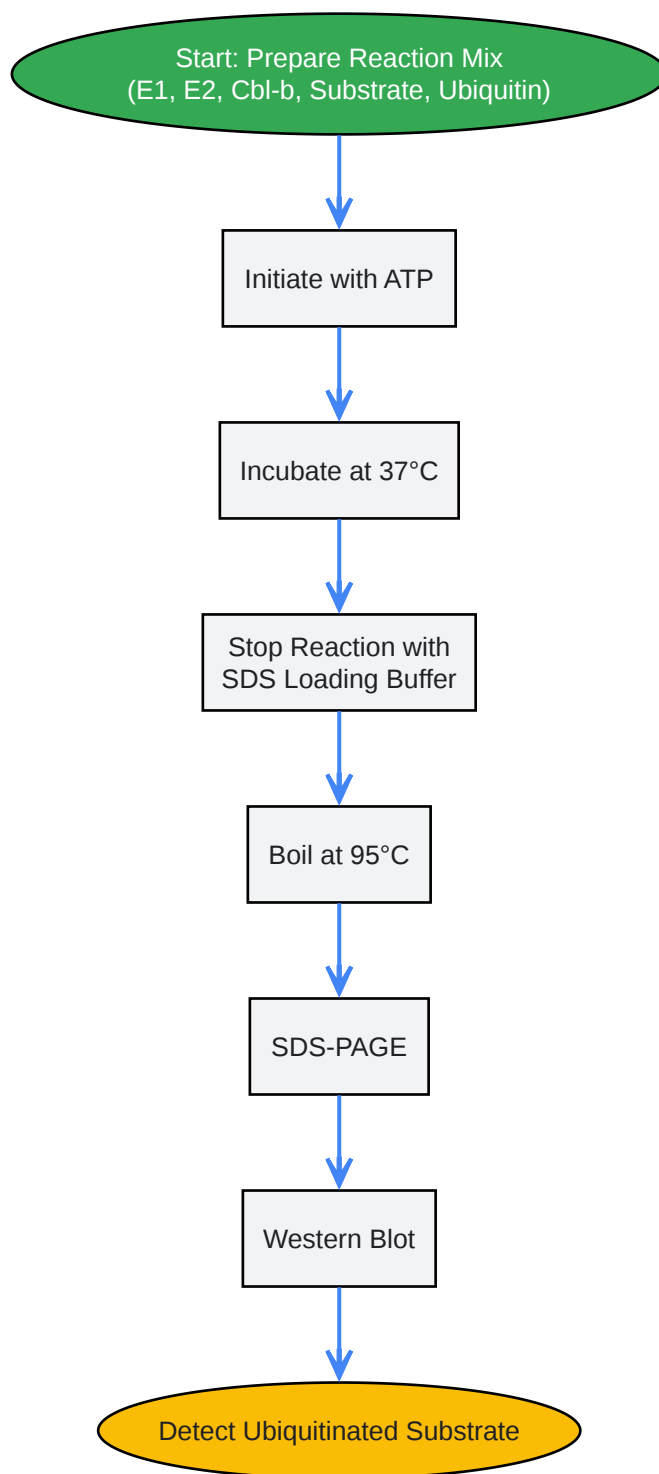 Start: Prepare Reaction Mix
(E1, E2, Cbl-b, Substrate, Ubiquitin)
Initiate with ATP
Incubate at 37°C
Stop Reaction with
SDS Loading Buffer
Boil at 95°C
SDS-PAGE
Western Blot
Detect Ubiquitinated Substrate